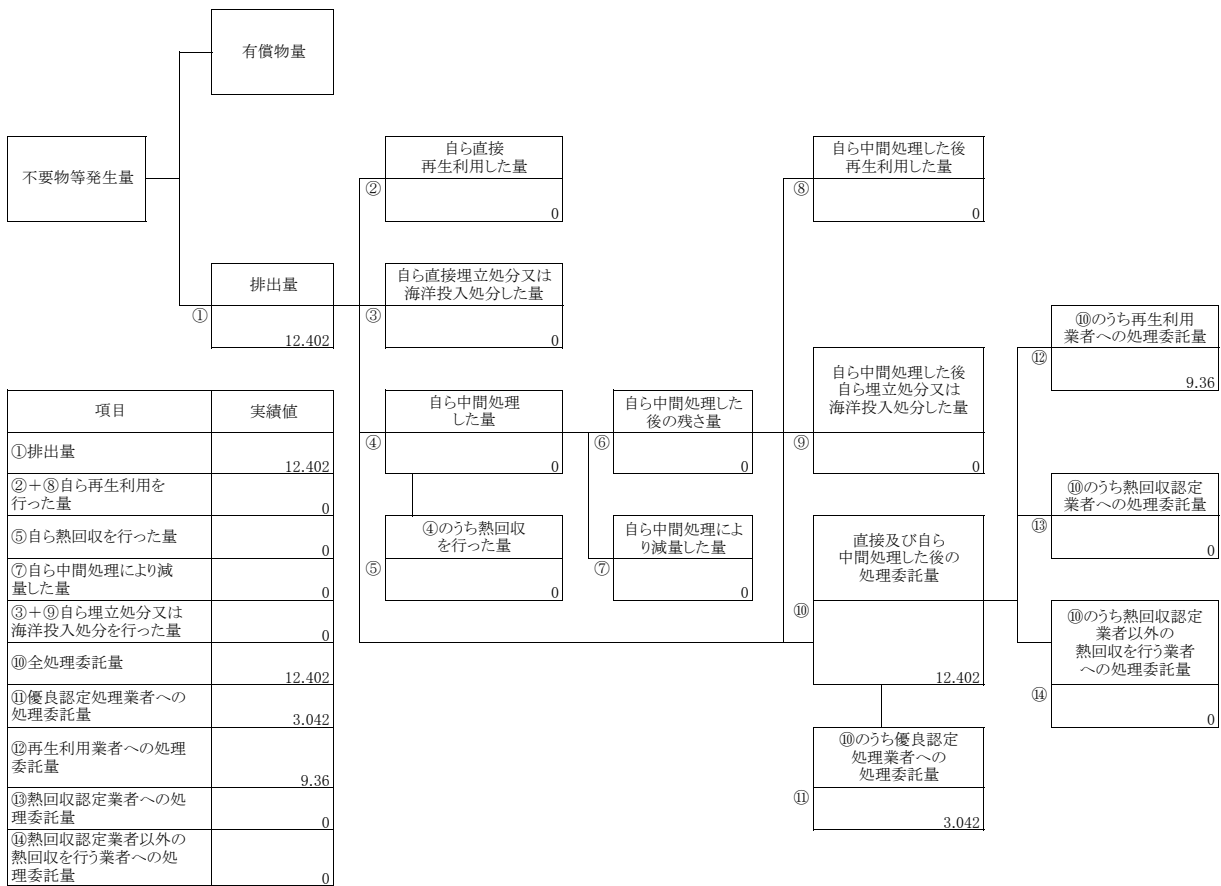 有償物量
不要物等発生量
排出量
①
12.402
自ら直接
再生利用した量
②
0
自ら直接埋立処分又は
海洋投入処分した量
③
0
自ら中間処理
した量
④
0
④のうち熱回収
を行った量
⑤
0
自ら中間処理した
後の残さ量
⑥
0
自ら中間処理によ
り減量した量
⑦
0
自ら中間処理した後
再生利用した量
⑧
0
自ら中間処理した後
自ら埋立処分又は
海洋投入処分した量
⑨
0
直接及び自ら
中間処理した後の
処理委託量
⑩
12.402
⑩のうち優良認定
処理業者への
処理委託量
⑪
3.042
⑩のうち再生利用
業者への処理委託量
⑫
9.36
⑩のうち熱回収認定
業者への処理委託量
⑬
0
⑩のうち熱回収認定
業者以外の
熱回収を行う業者
への処理委託量
⑭
0
項目 実績値
①排出量
12.402
②+⑧自ら再生利用を
行った量
0
⑤自ら熱回収を行った量
0
⑦自ら中間処理により減
量した量
0
③+⑨自ら埋立処分又は
海洋投入処分を行った量
0
⑩全処理委託量
12.402
⑪優良認定処理業者への
処理委託量
3.042
⑫再生利用業者への処理
委託量
9.36
⑬熱回収認定業者への処
理委託量
0
⑭熱回収認定業者以外の
熱回収を行う業者への処
理委託量
0